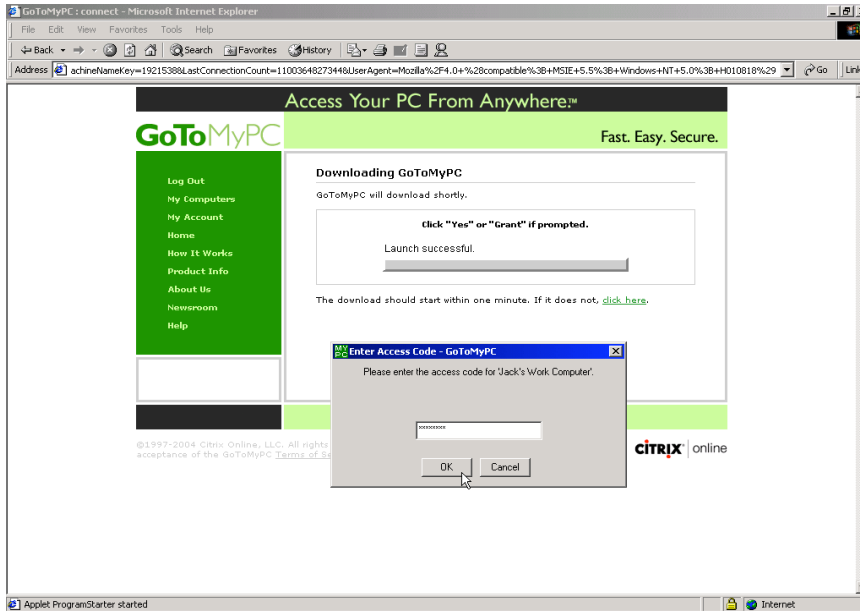 GoToMyPC : connect - Microsoft Internet Explorer
File Edit View Favorites Tools Help
Back Search Favorites History
Address achineNameKey=1921538&LastConnectionCount=1100364827344&UserAgent=Mozilla%2F4.0+%28compatible%3B+MSIE+5.5%3B+Windows+NT+5.0%3B+H010818%29 Go Link
Access Your PC From Anywhere.™
GoToMyPC
Fast. Easy. Secure.
Log Out
My Computers
My Account
Home
How It Works
Product Info
About Us
Newsroom
Help
Downloading GoToMyPC
GoToMyPC will download shortly.
Click "Yes" or "Grant" if prompted.
Launch successful.
The download should start within one minute. If it does not, click here.
MY PC Enter Access Code - GoToMyPC
Please enter the access code for 'Jack's Work Computer'.
xxxxxxxx
OK Cancel
©1997-2004 Citrix Online, LLC. All rights
acceptance of the GoToMyPC Terms of Se
CITRIX online
Applet ProgramStarter started Internet